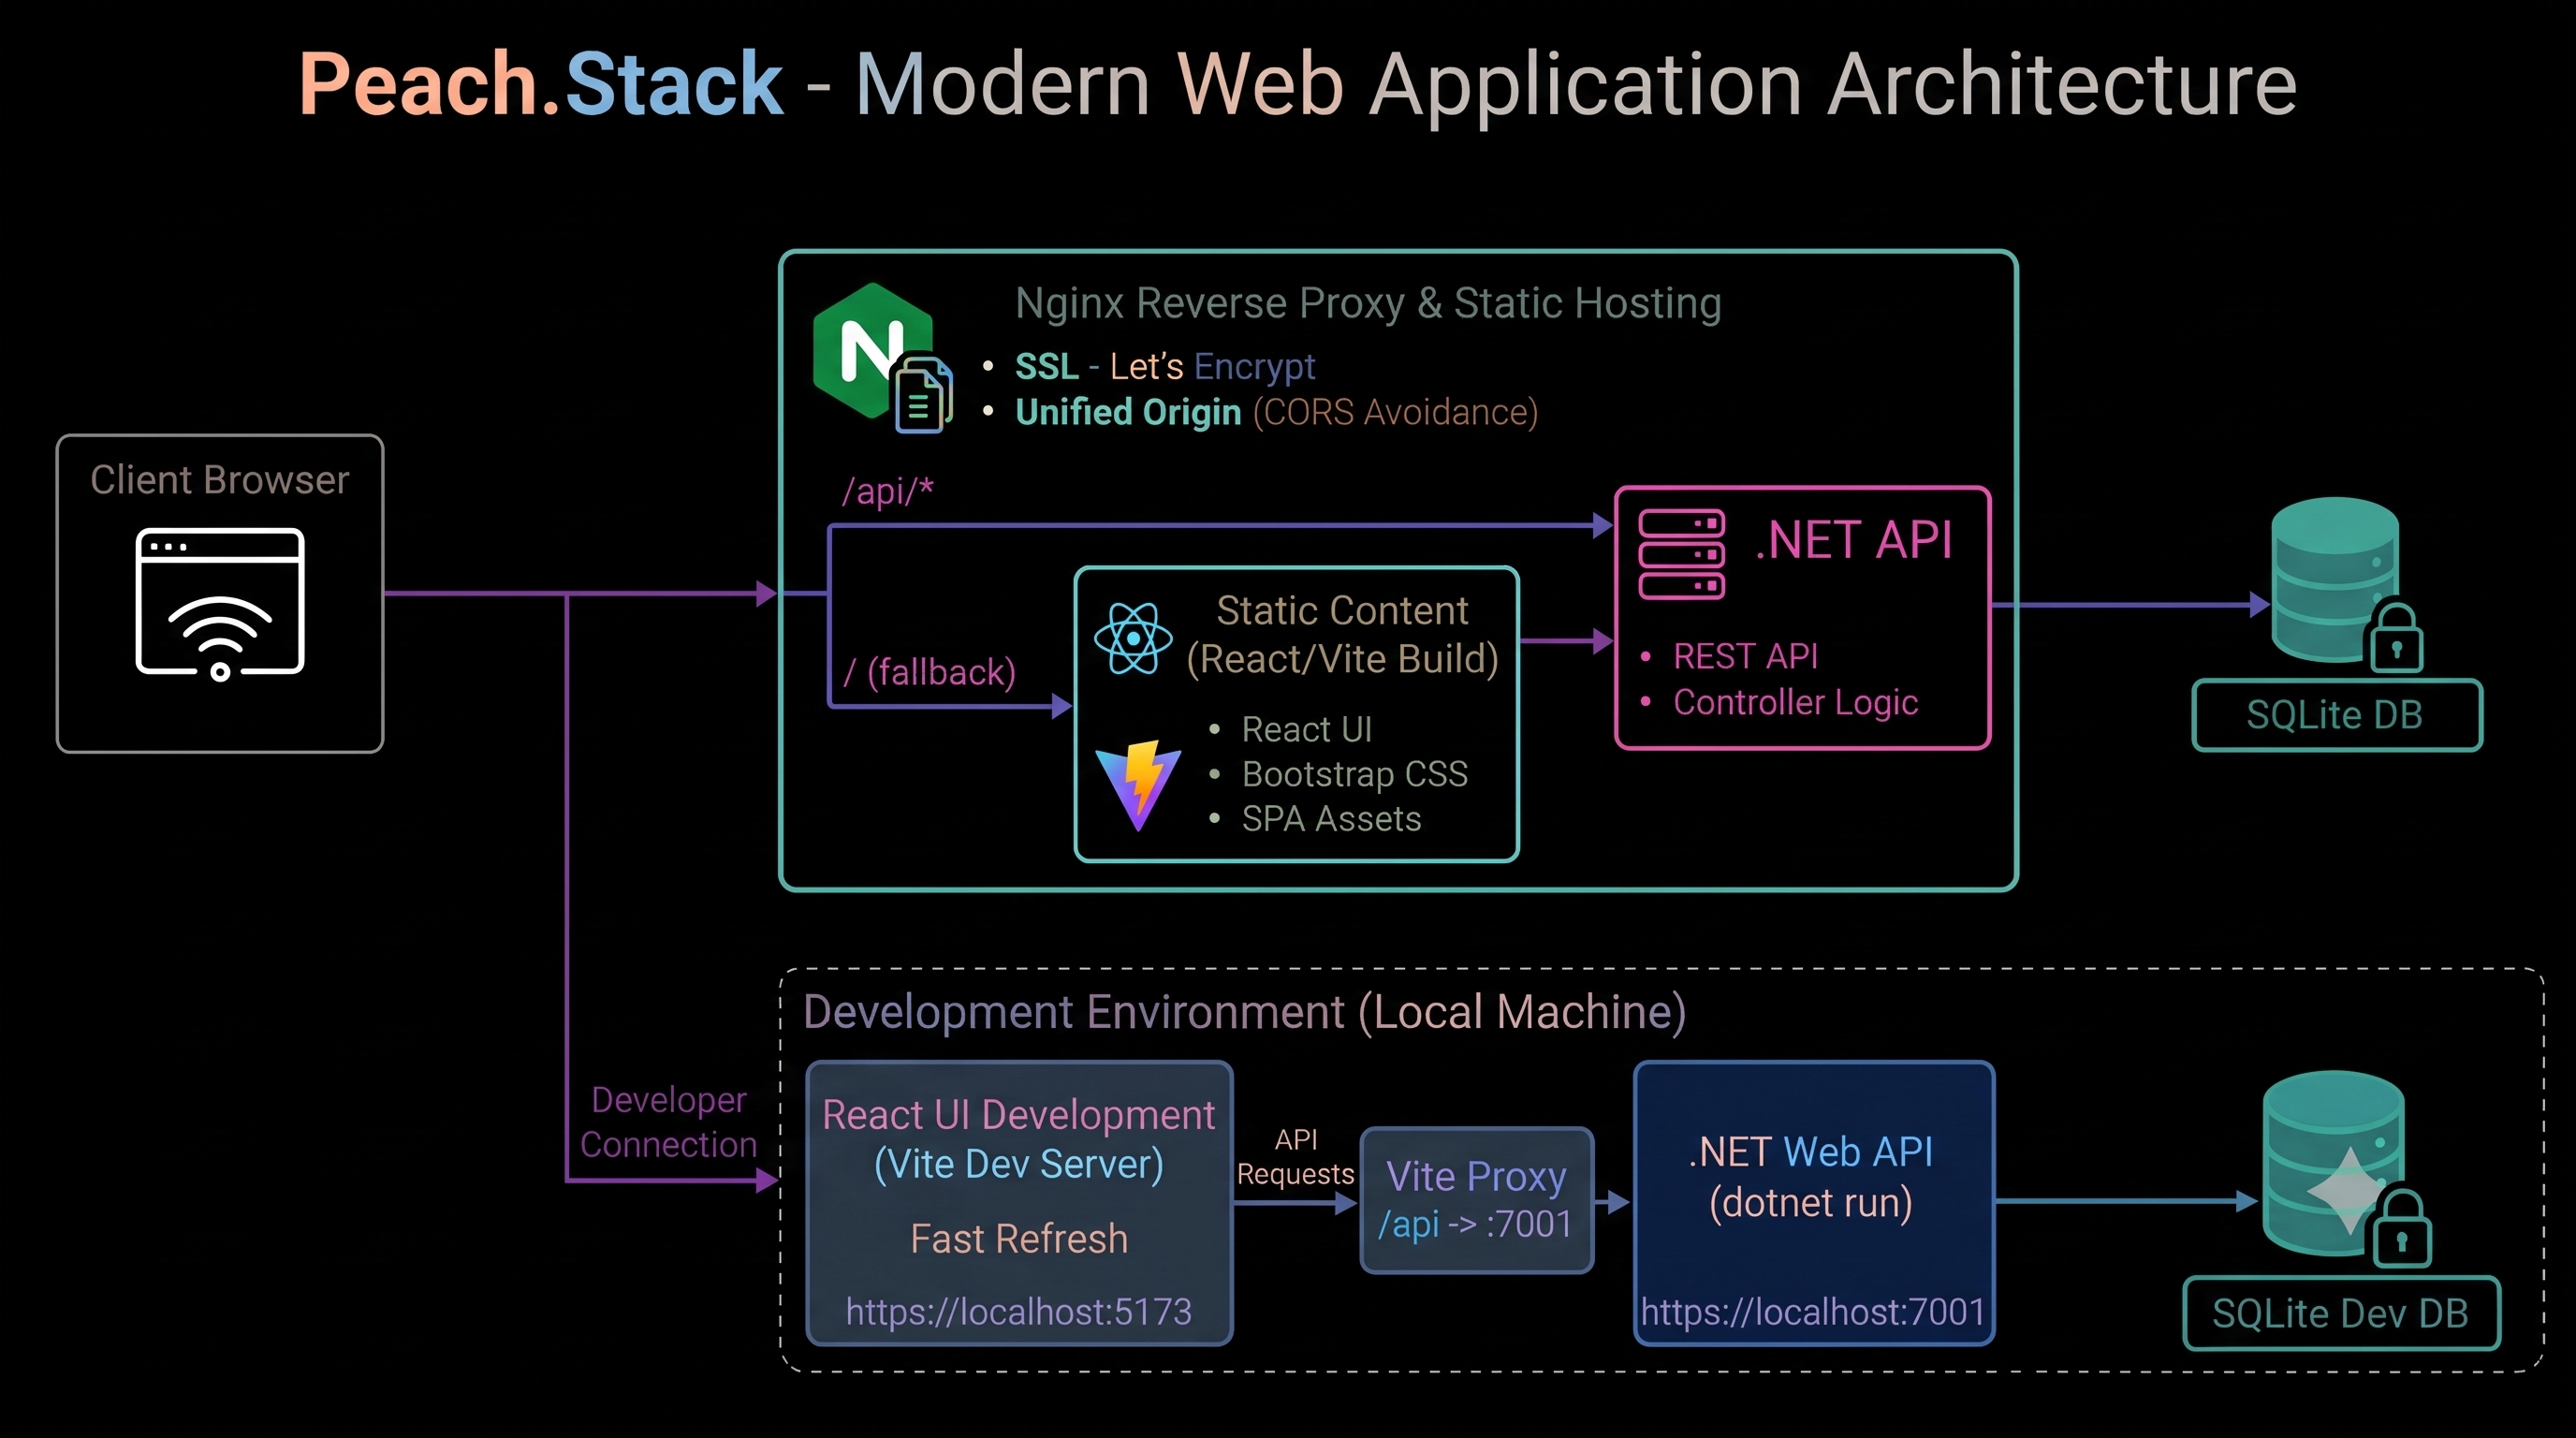 Peach.Stack - Modern Web Application Architecture
Nginx Reverse Proxy & Static Hosting
• SSL - Let’s Encrypt
• Unified Origin (CORS Avoidance)
Client Browser
/api/*
/ (fallback)
Static Content
(React/Vite Build)
• React UI
• Bootstrap CSS
• SPA Assets
.NET API
• REST API
• Controller Logic
SQLite DB
Developer
Connection
Development Environment (Local Machine)
React UI Development
(Vite Dev Server)
Fast Refresh
https://localhost:5173
API
Requests
Vite Proxy
/api -> :7001
.NET Web API
(dotnet run)
https://localhost:7001
SQLite Dev DB